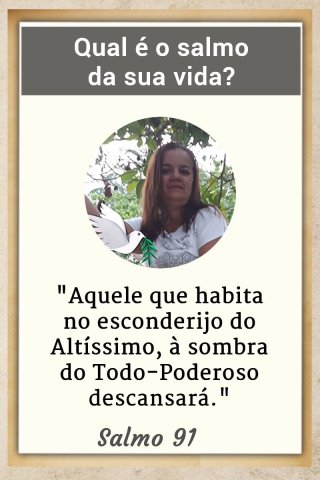 Qual é o salmo
da sua vida?
"Aquele que habita
no esconderijo do
Altíssimo, à sombra
do Todo-Poderoso
descansará."
Salmo 91